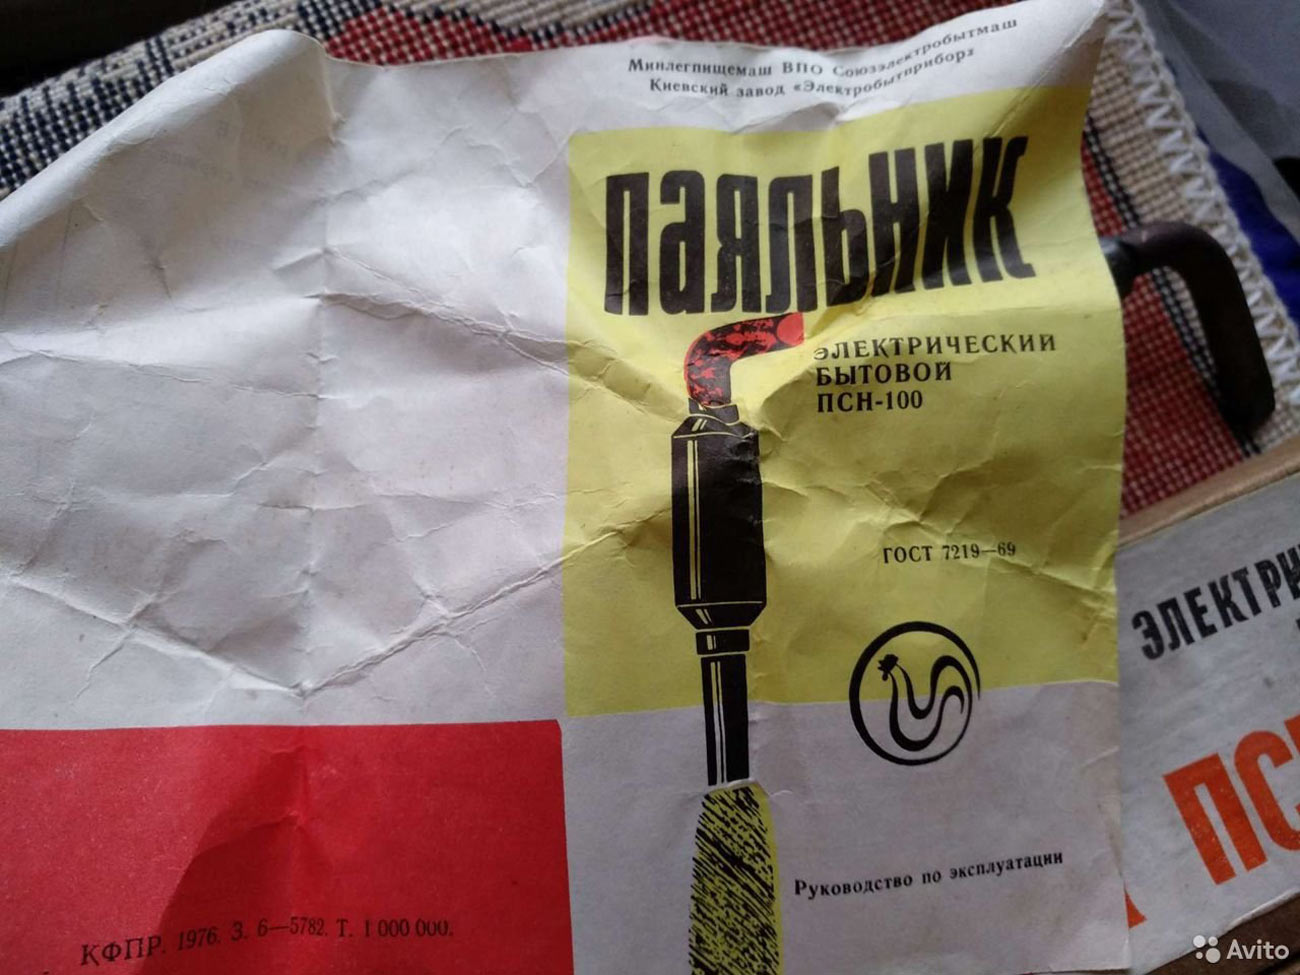 Минлегпищемаш ВПО Союзэлектробытмаш
Киевский завод «Электробытприбор»
паяльник
ЭЛЕКТРИЧЕСКИЙ
БЫТОВОЙ
ПСН-100
ГОСТ 7219—69
Руководство по эксплуатации
КФПР. 1976. З. 6—5782. Т. 1 000 000.
ЭЛЕКТРИ
ПС
Avito